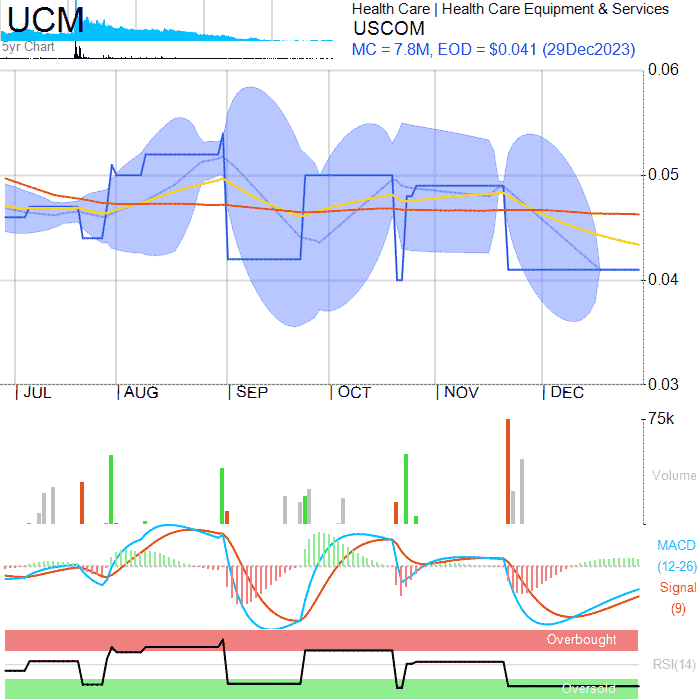 UCM
Health Care | Health Care Equipment & Services
USCOM
MC = 7.8M, EOD = $0.041 (29Dec2023)
5yr Chart
0.06
0.05
0.04
0.03
JUL
AUG
SEP
OCT
NOV
DEC
75k
Volume
MACD
(12-26)
Signal
(9)
Overbought
RSI(14)
Oversold